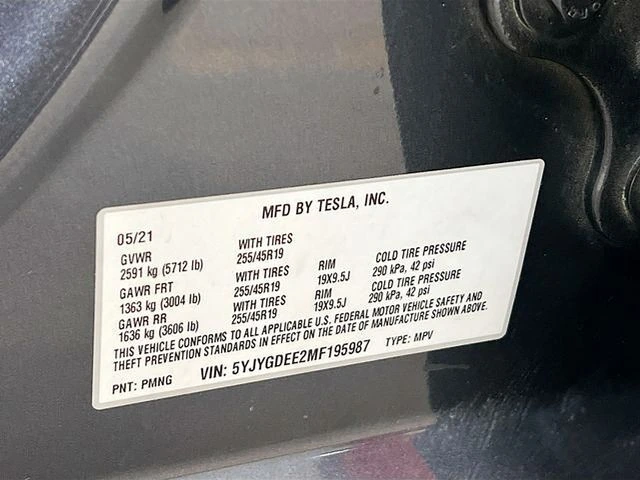 MFD BY TESLA, INC.
05/21
GVWR WITH TIRES
2591 kg (5712 lb) 255/45R19 RIM COLD TIRE PRESSURE
GAWR FRT WITH TIRES 19X9.5J 290 kPa, 42 psi
1363 kg (3004 lb) 255/45R19 RIM COLD TIRE PRESSURE
GAWR RR WITH TIRES 19X9.5J 290 kPa, 42 psi
1636 kg (3606 lb) 255/45R19
THIS VEHICLE CONFORMS TO ALL APPLICABLE U.S. FEDERAL MOTOR VEHICLE SAFETY AND
THEFT PREVENTION STANDARDS IN EFFECT ON THE DATE OF MANUFACTURE SHOWN ABOVE.
PNT: PMNG VIN: 5YJYGDEE2MF195987 TYPE: MPV